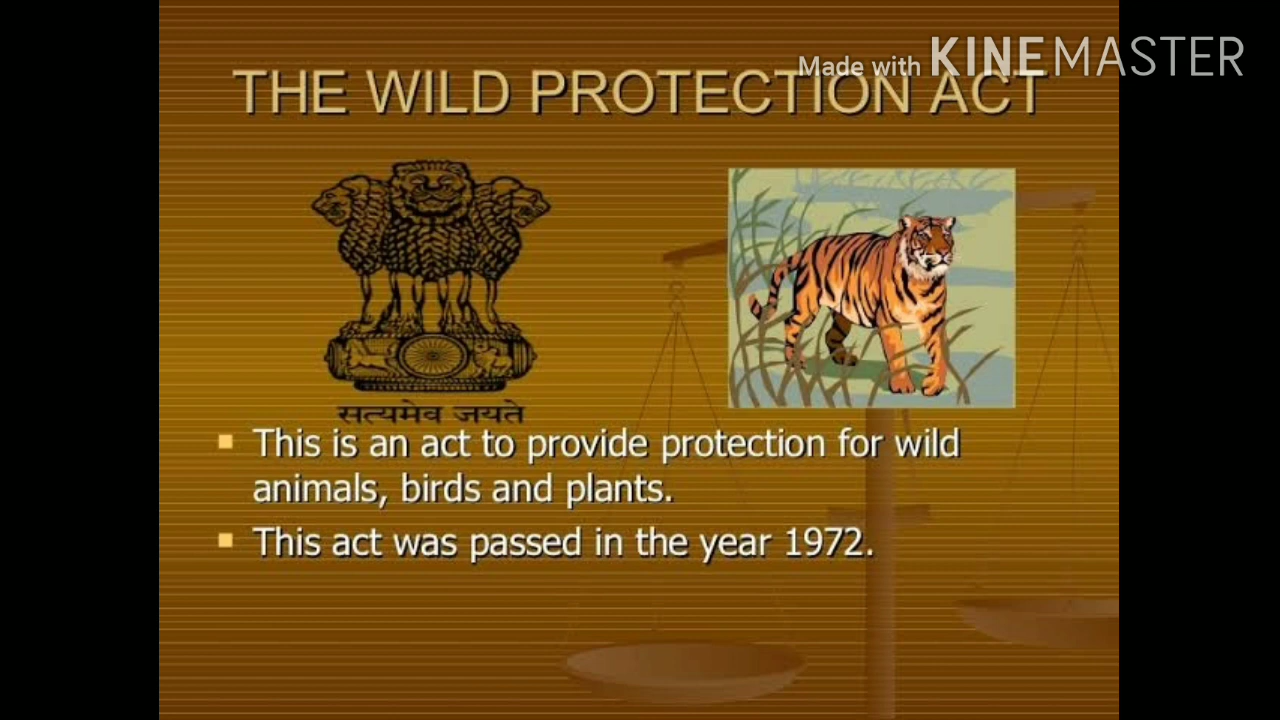 Made with KINEMASTER
THE WILD PROTECTION ACT
सत्यमेव जयते
This is an act to provide protection for wild
animals, birds and plants.
This act was passed in the year 1972.